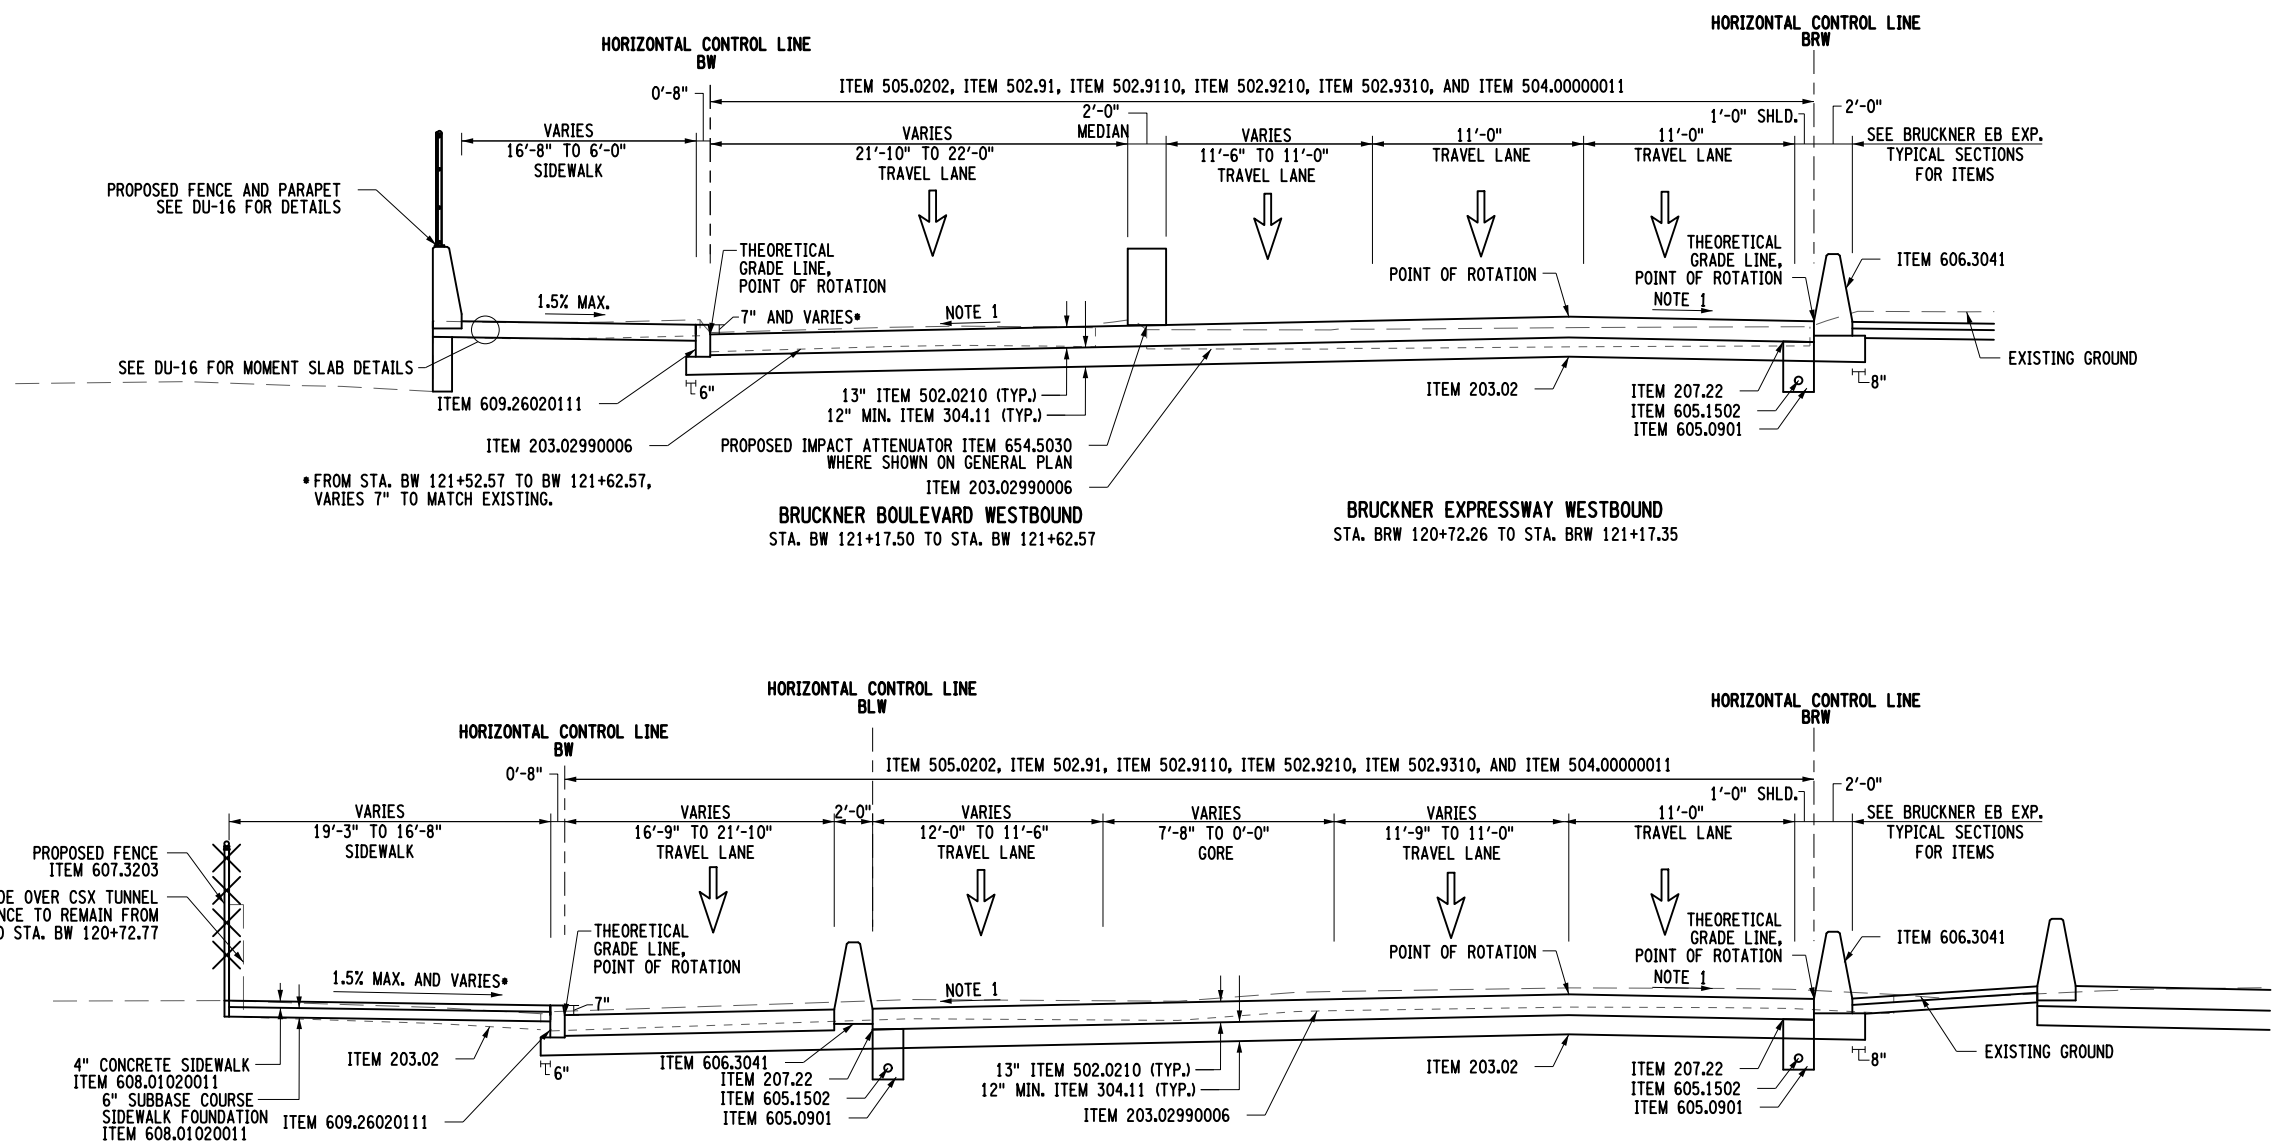 HORIZONTAL CONTROL LINE
BW
HORIZONTAL CONTROL LINE
BRW
ITEM 505.0202, ITEM 502.91, ITEM 502.9110, ITEM 502.9210, ITEM 502.9310, AND ITEM 504.00000011
0'-8"
2'-0"
MEDIAN
1'-0" SHLD.
2'-0"
VARIES
16'-8" TO 6'-0"
SIDEWALK
VARIES
21'-10" TO 22'-0"
TRAVEL LANE
VARIES
11'-6" TO 11'-0"
TRAVEL LANE
11'-0"
TRAVEL LANE
11'-0"
TRAVEL LANE
SEE BRUCKNER EB EXP.
TYPICAL SECTIONS
FOR ITEMS
PROPOSED FENCE AND PARAPET
SEE DU-16 FOR DETAILS
THEORETICAL
GRADE LINE,
POINT OF ROTATION
POINT OF ROTATION
THEORETICAL
GRADE LINE,
POINT OF ROTATION
ITEM 606.3041
1.5% MAX.
7" AND VARIES*
NOTE 1
NOTE 1
SEE DU-16 FOR MOMENT SLAB DETAILS
EXISTING GROUND
6"
ITEM 609.26020111
13" ITEM 502.0210 (TYP.)
12" MIN. ITEM 304.11 (TYP.)
ITEM 203.02
ITEM 207.22
ITEM 605.1502
ITEM 605.0901
8"
ITEM 203.02990006
PROPOSED IMPACT ATTENUATOR ITEM 654.5030
WHERE SHOWN ON GENERAL PLAN
ITEM 203.02990006
*FROM STA. BW 121+52.57 TO BW 121+62.57,
VARIES 7" TO MATCH EXISTING.
BRUCKNER BOULEVARD WESTBOUND
STA. BW 121+17.50 TO STA. BW 121+62.57
BRUCKNER EXPRESSWAY WESTBOUND
STA. BRW 120+72.26 TO STA. BRW 121+17.35
HORIZONTAL CONTROL LINE
BLW
HORIZONTAL CONTROL LINE
BW
HORIZONTAL CONTROL LINE
BRW
ITEM 505.0202, ITEM 502.91, ITEM 502.9110, ITEM 502.9210, ITEM 502.9310, AND ITEM 504.00000011
0'-8"
1'-0" SHLD.
2'-0"
VARIES
19'-3" TO 16'-8"
SIDEWALK
VARIES
16'-9" TO 21'-10"
TRAVEL LANE
2'-0"
VARIES
12'-0" TO 11'-6"
TRAVEL LANE
VARIES
7'-8" TO 0'-0"
GORE
VARIES
11'-9" TO 11'-0"
TRAVEL LANE
11'-0"
TRAVEL LANE
SEE BRUCKNER EB EXP.
TYPICAL SECTIONS
FOR ITEMS
PROPOSED FENCE
ITEM 607.3203
OVER CSX TUNNEL
TO REMAIN FROM
STA. BW 120+72.77
THEORETICAL
GRADE LINE,
POINT OF ROTATION
POINT OF ROTATION
THEORETICAL
GRADE LINE,
POINT OF ROTATION
ITEM 606.3041
1.5% MAX. AND VARIES*
7"
NOTE 1
NOTE 1
4" CONCRETE SIDEWALK
ITEM 608.01020011
6" SUBBASE COURSE
SIDEWALK FOUNDATION
ITEM 608.01020011
ITEM 203.02
ITEM 609.26020111
6"
ITEM 606.3041
ITEM 207.22
ITEM 605.1502
ITEM 605.0901
13" ITEM 502.0210 (TYP.)
12" MIN. ITEM 304.11 (TYP.)
ITEM 203.02990006
ITEM 203.02
ITEM 207.22
ITEM 605.1502
ITEM 605.0901
8"
EXISTING GROUND